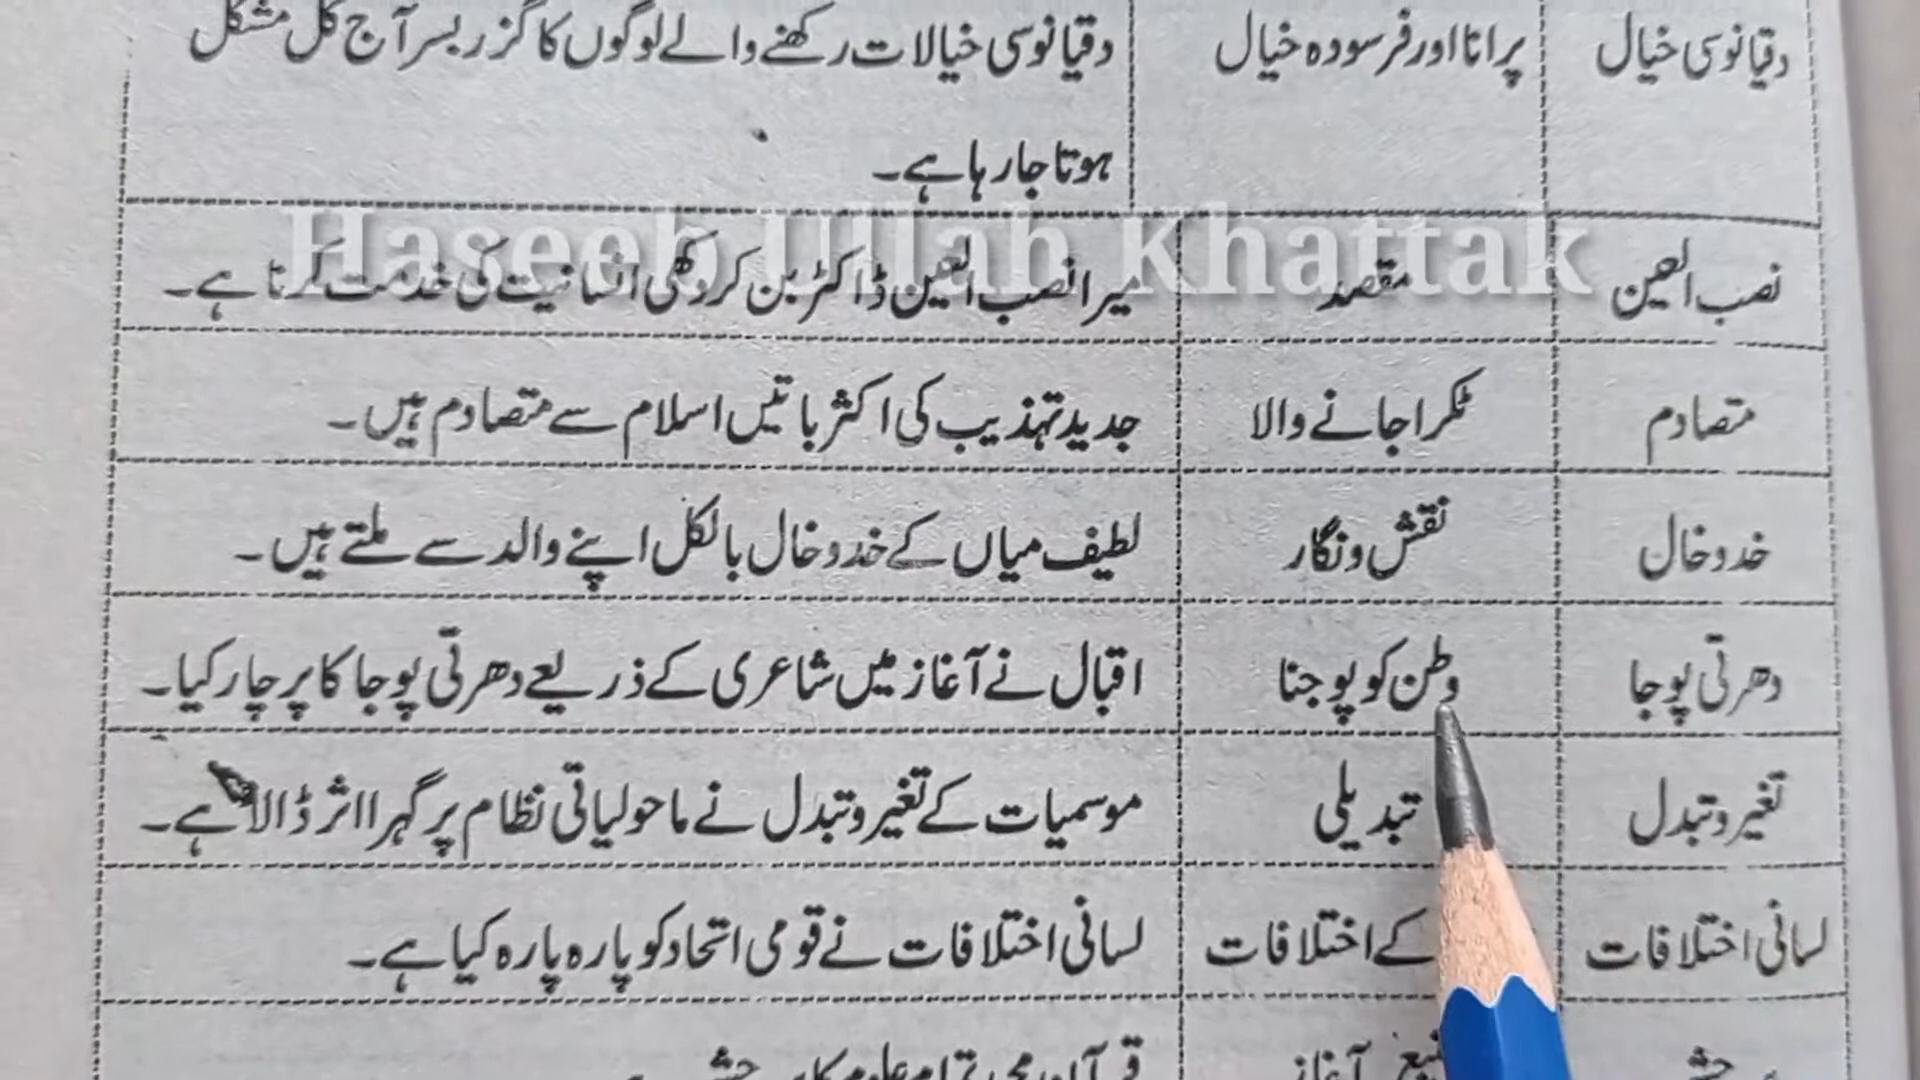 دقیانوسی خیال پرانا اور فرسودہ خیال دقیانوسی خیالات رکھنے والے لوگوں کا گزر بسر آج کل مشکل
ہوتا جا رہا ہے۔
Haseeb Ullah Khattak
نصب العین مقصد میرا نصب العین ڈاکٹر بن کر دکھی انسانیت کی خدمت کرنا ہے۔
متصادم ٹکرا جانے والا جدید تہذیب کی اکثر باتیں اسلام سے متصادم ہیں۔
خدوخال نقش و نگار لطیف میاں کے خدوخال بالکل اپنے والد سے ملتے ہیں۔
دھرتی پوجا وطن کو پوجنا اقبال نے آغاز میں شاعری کے ذریعے دھرتی پوجا کا پرچار کیا۔
تغیر و تبدل تبدیلی موسمیات کے تغیر و تبدل نے ماحولیاتی نظام پر گہرا اثر ڈالا ہے۔
لسانی اختلافات کے اختلافات لسانی اختلافات نے قومی اتحاد کو پارہ پارہ کیا ہے۔
آغاز